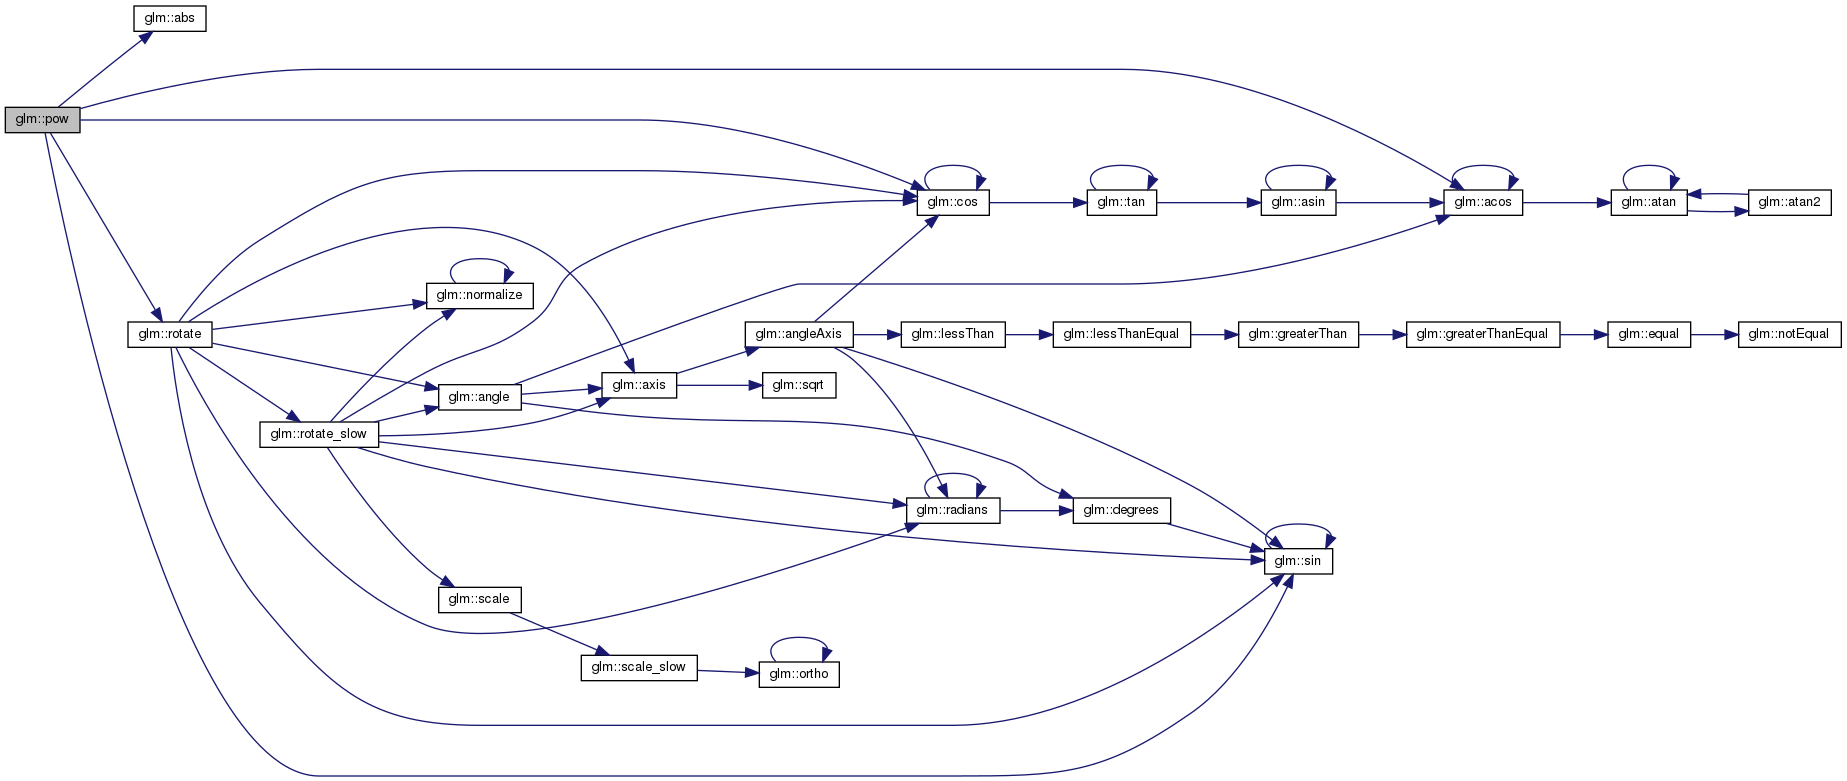 glm::abs
glm::pow
glm::cos
glm::tan
glm::asin
glm::acos
glm::atan
glm::atan2
glm::normalize
glm::rotate
glm::angleAxis
glm::lessThan
glm::lessThanEqual
glm::greaterThan
glm::greaterThanEqual
glm::equal
glm::notEqual
glm::axis
glm::sqrt
glm::angle
glm::rotate_slow
glm::radians
glm::degrees
glm::sin
glm::scale
glm::scale_slow
glm::ortho